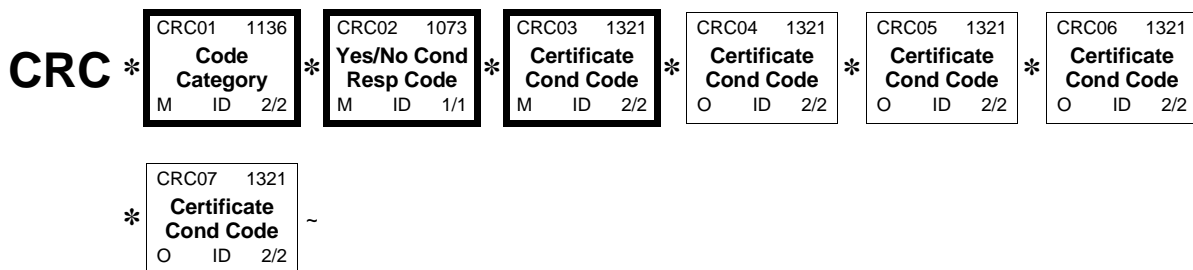 CRC01 1136 CRC02 1073 CRC03 1321 CRC04 1321 CRC05 1321 CRC06 1321
Code Yes/No Cond Certificate Certificate Certificate Certificate
CRC * Category * Resp Code * Cond Code * Cond Code * Cond Code * Cond Code
M ID 2/2 M ID 1/1 M ID 2/2 O ID 2/2 O ID 2/2 O ID 2/2
CRC07 1321
Certificate
* Cond Code ~
O ID 2/2